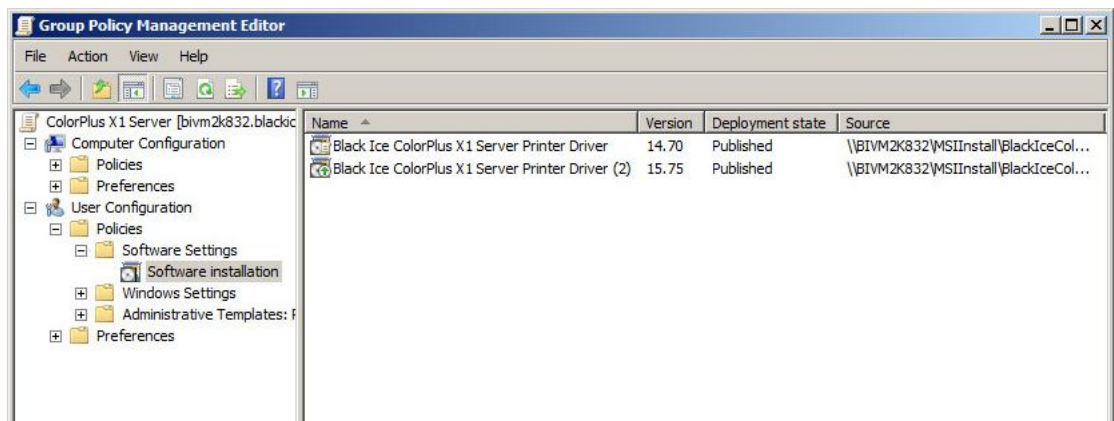 Group Policy Management Editor
File Action View Help
ColorPlus X1 Server [bivm2k832.blackic
Computer Configuration
Policies
Preferences
User Configuration
Policies
Software Settings
Software installation
Windows Settings
Administrative Templates: P
Preferences
Name Version Deployment state Source
Black Ice ColorPlus X1 Server Printer Driver 14.70 Published \\BIVM2K832\MSIInstall\BlackIceCol...
Black Ice ColorPlus X1 Server Printer Driver (2) 15.75 Published \\BIVM2K832\MSIInstall\BlackIceCol...